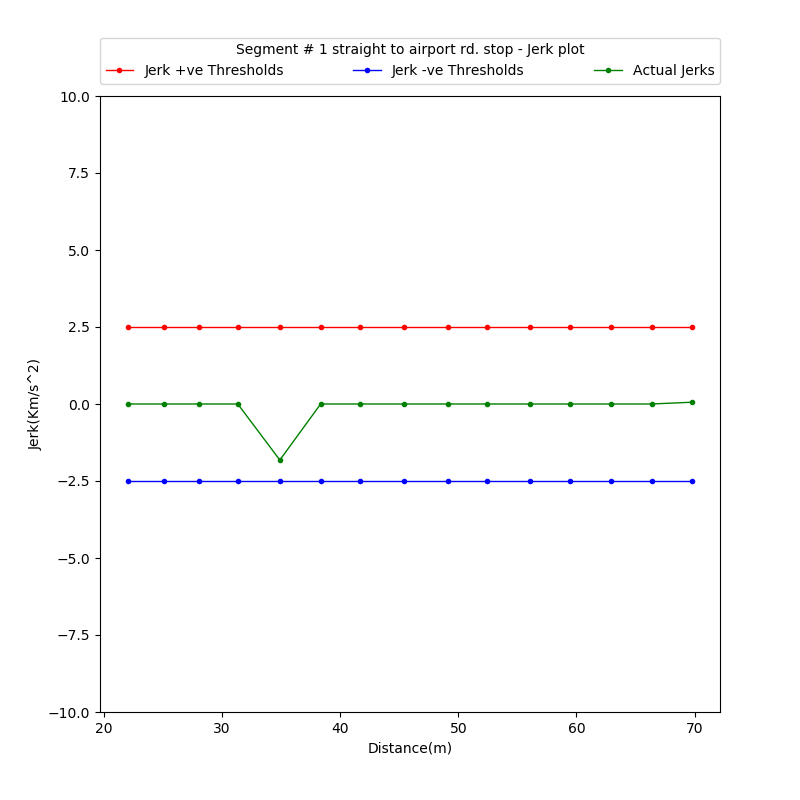 Segment # 1 straight to airport rd. stop - Jerk plot
Jerk +ve Thresholds Jerk -ve Thresholds Actual Jerks
10.0
7.5
5.0
2.5
0.0
−2.5
−5.0
−7.5
−10.0
Jerk(Km/s^2)
20 30 40 50 60 70
Distance(m)